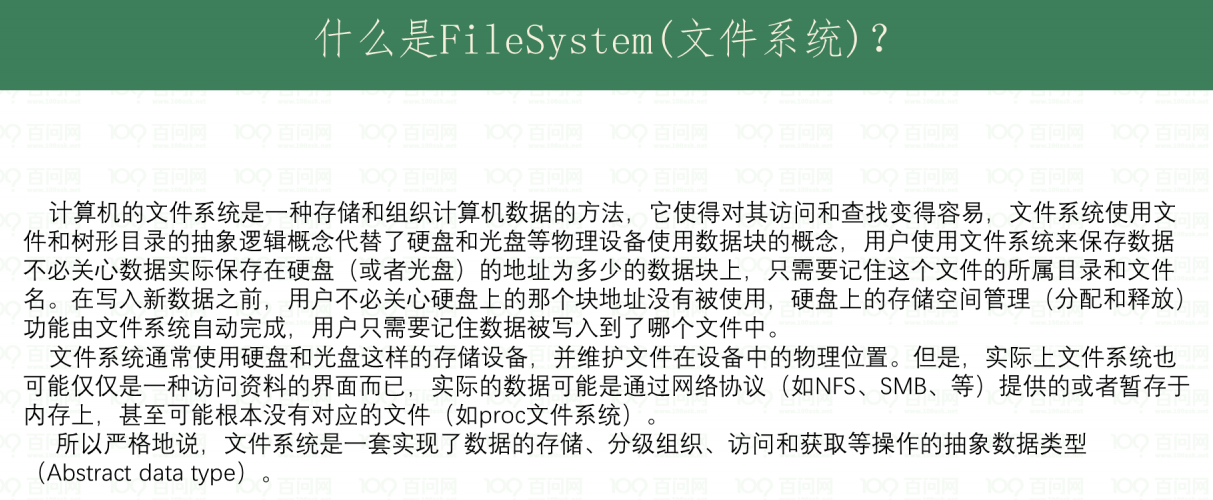 什么是FileSystem(文件系统)?
计算机的文件系统是一种存储和组织计算机数据的方法，它使得对其访问和查找变得容易，文件系统使用文
件和树形目录的抽象逻辑概念代替了硬盘和光盘等物理设备使用数据块的概念，用户使用文件系统来保存数据
不必关心数据实际保存在硬盘（或者光盘）的地址为多少的数据块上，只需要记住这个文件的所属目录和文件
名。在写入新数据之前，用户不必关心硬盘上的那个块地址没有被使用，硬盘上的存储空间管理（分配和释放）
功能由文件系统自动完成，用户只需要记住数据被写入到了哪个文件中。
文件系统通常使用硬盘和光盘这样的存储设备，并维护文件在设备中的物理位置。但是，实际上文件系统也
可能仅仅是一种访问资料的界面而已，实际的数据可能是通过网络协议（如NFS、SMB、等）提供的或者暂存于
内存上，甚至可能根本没有对应的文件（如proc文件系统）。
所以严格地说，文件系统是一套实现了数据的存储、分级组织、访问和获取等操作的抽象数据类型
（Abstract data type）。